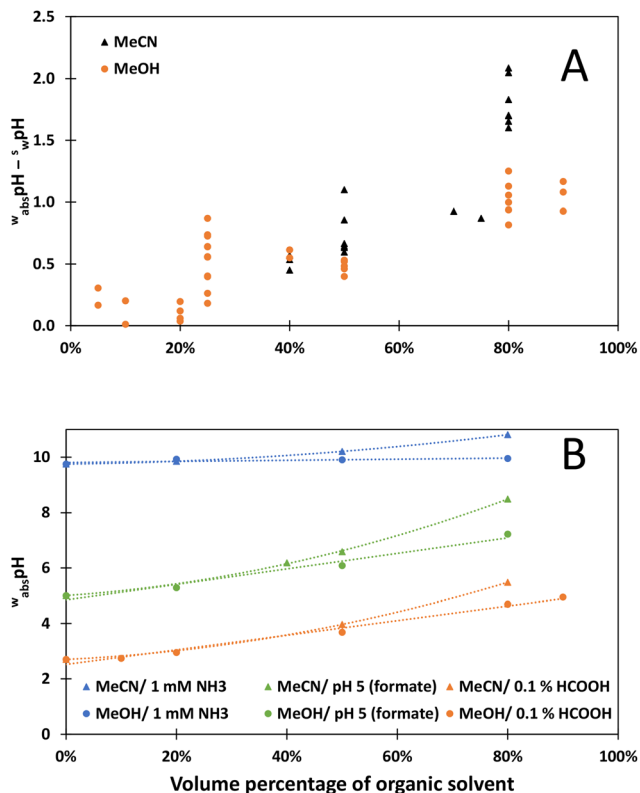 2.5
2.0
1.5
1.0
0.5
0.0
ʷabspH – ˢwpH
MeCN
MeOH
A
0% 20% 40% 60% 80% 100%
10
8
6
4
2
0
ʷabspH
B
MeCN/ 1 mM NH3 MeCN/ pH 5 (formate) MeCN/ 0.1 % HCOOH
MeOH/ 1 mM NH3 MeOH/ pH 5 (formate) MeOH/ 0.1 % HCOOH
0% 20% 40% 60% 80% 100%
Volume percentage of organic solvent